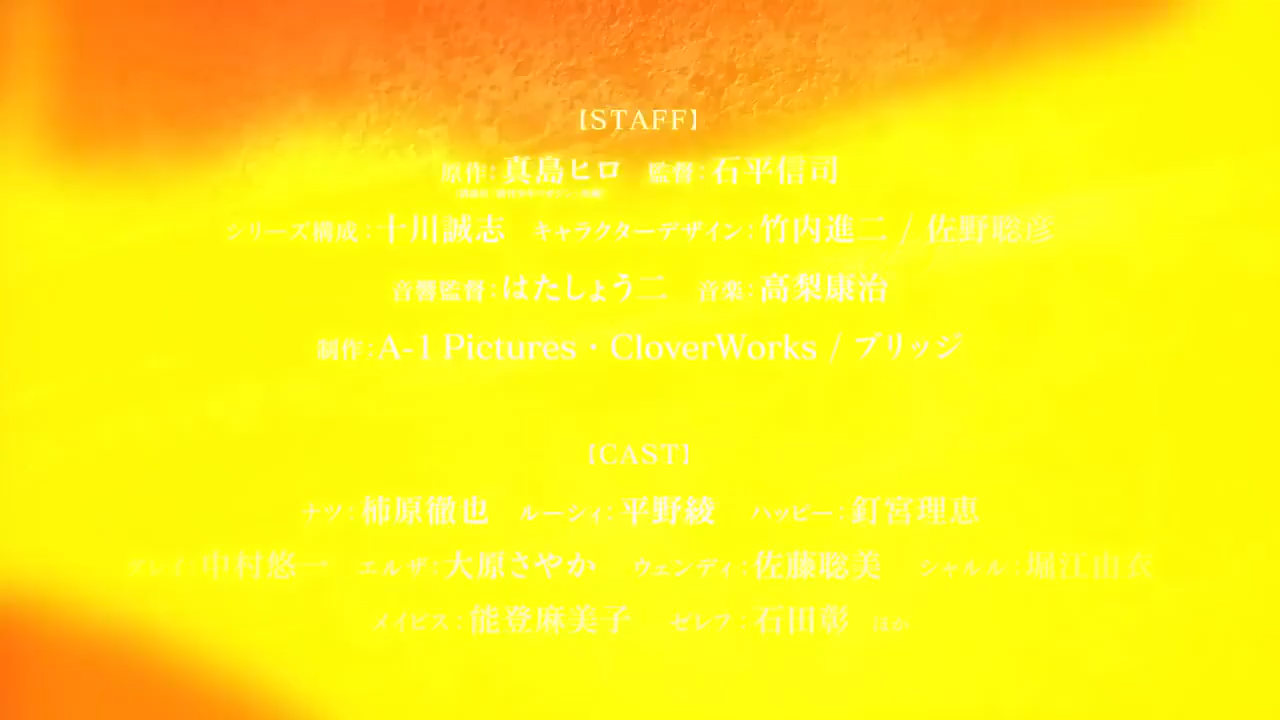 【STAFF】
原作：真島ヒロ　監督：石平信司
シリーズ構成：十川誠志　キャラクターデザイン：竹内進二 / 佐野聡彦
音響監督：はたしょう二　音楽：高梨康治
制作：A-1 Pictures・CloverWorks / ブリッジ
【CAST】
ナツ：柿原徹也　ルーシィ：平野綾　ハッピー：釘宮理恵
グレイ：中村悠一　エルザ：大原さやか　ウェンディ：佐藤聡美　シャルル：堀江由衣
メイビス：能登麻美子　ゼレフ：石田彰　ほか